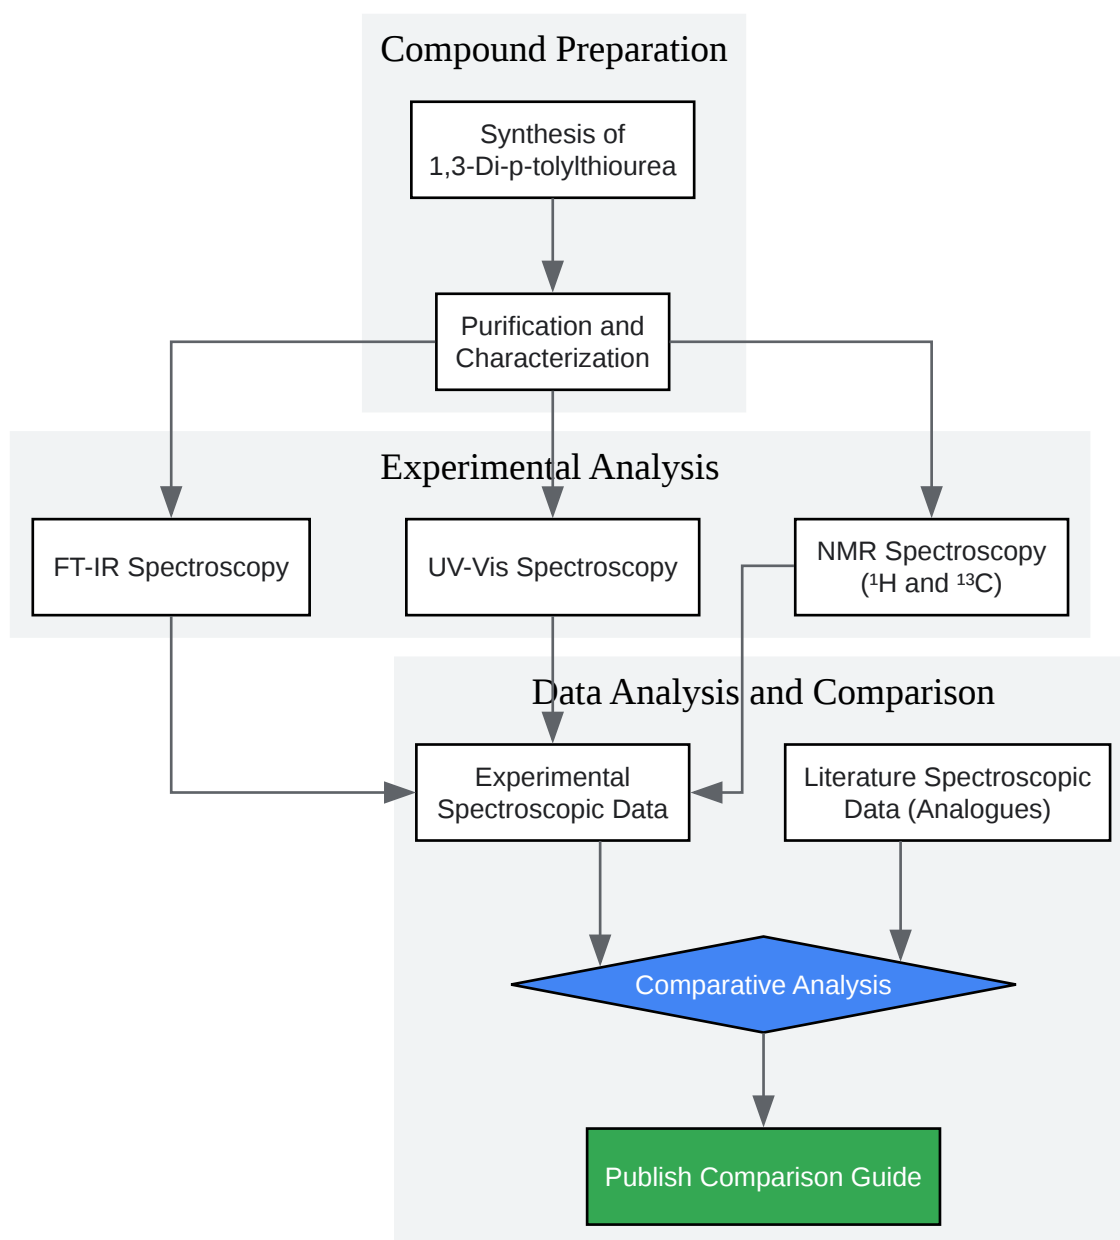 Compound Preparation
Synthesis of
1,3-Di-p-tolylthiourea
Purification and
Characterization
Experimental Analysis
FT-IR Spectroscopy
UV-Vis Spectroscopy
NMR Spectroscopy
(¹H and ¹³C)
Data Analysis and Comparison
Experimental
Spectroscopic Data
Literature Spectroscopic
Data (Analogues)
Comparative Analysis
Publish Comparison Guide